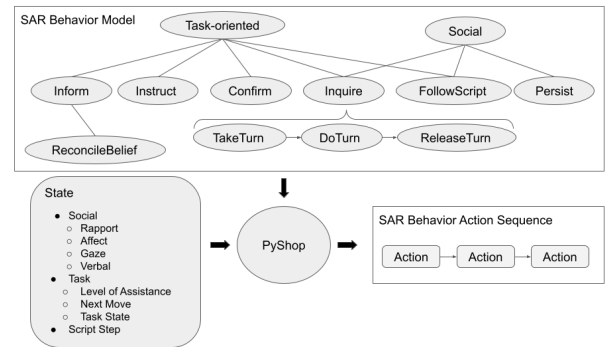 SAR Behavior Model
Task-oriented
Social
Inform
Instruct
Confirm
Inquire
FollowScript
Persist
ReconcileBelief
TakeTurn
DoTurn
ReleaseTurn
State
● Social
○ Rapport
○ Affect
○ Gaze
○ Verbal
● Task
○ Level of Assistance
○ Next Move
○ Task State
● Script Step
PyShop
SAR Behavior Action Sequence
Action
Action
Action